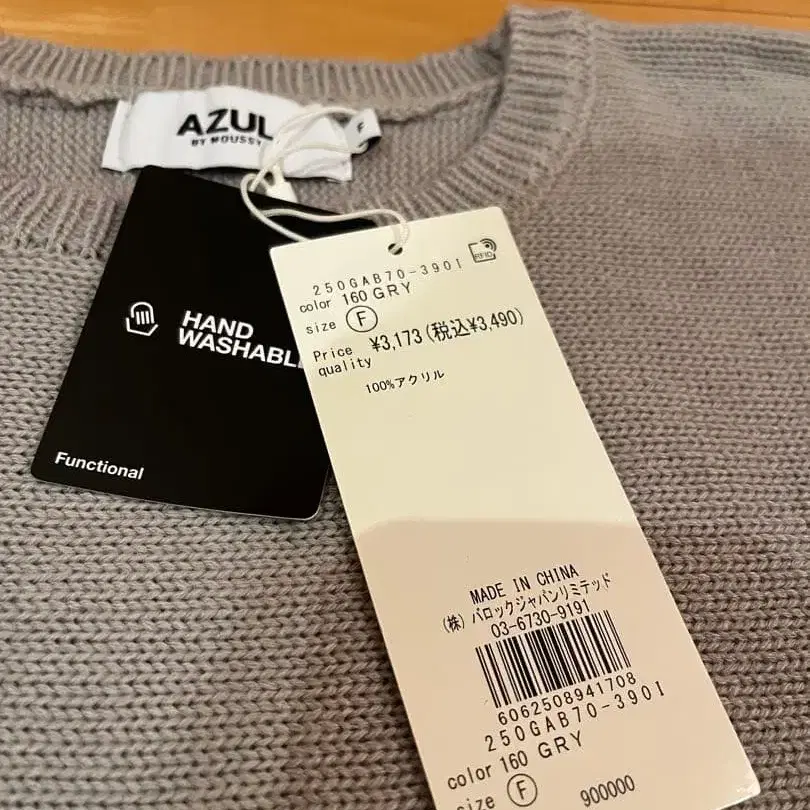 AZUL
BY MOUSSY
F
HAND
WASHABLE
Functional
RFID
250GAB70-390I
color 160 GRY
size F
Price ¥3,173(税込¥3,490)
quality
100%アクリル
MADE IN CHINA
(株)バロックジャパンリミテッド
03-6730-9191
6062508941708
250GAB70-390I
color 160 GRY
size F
900000